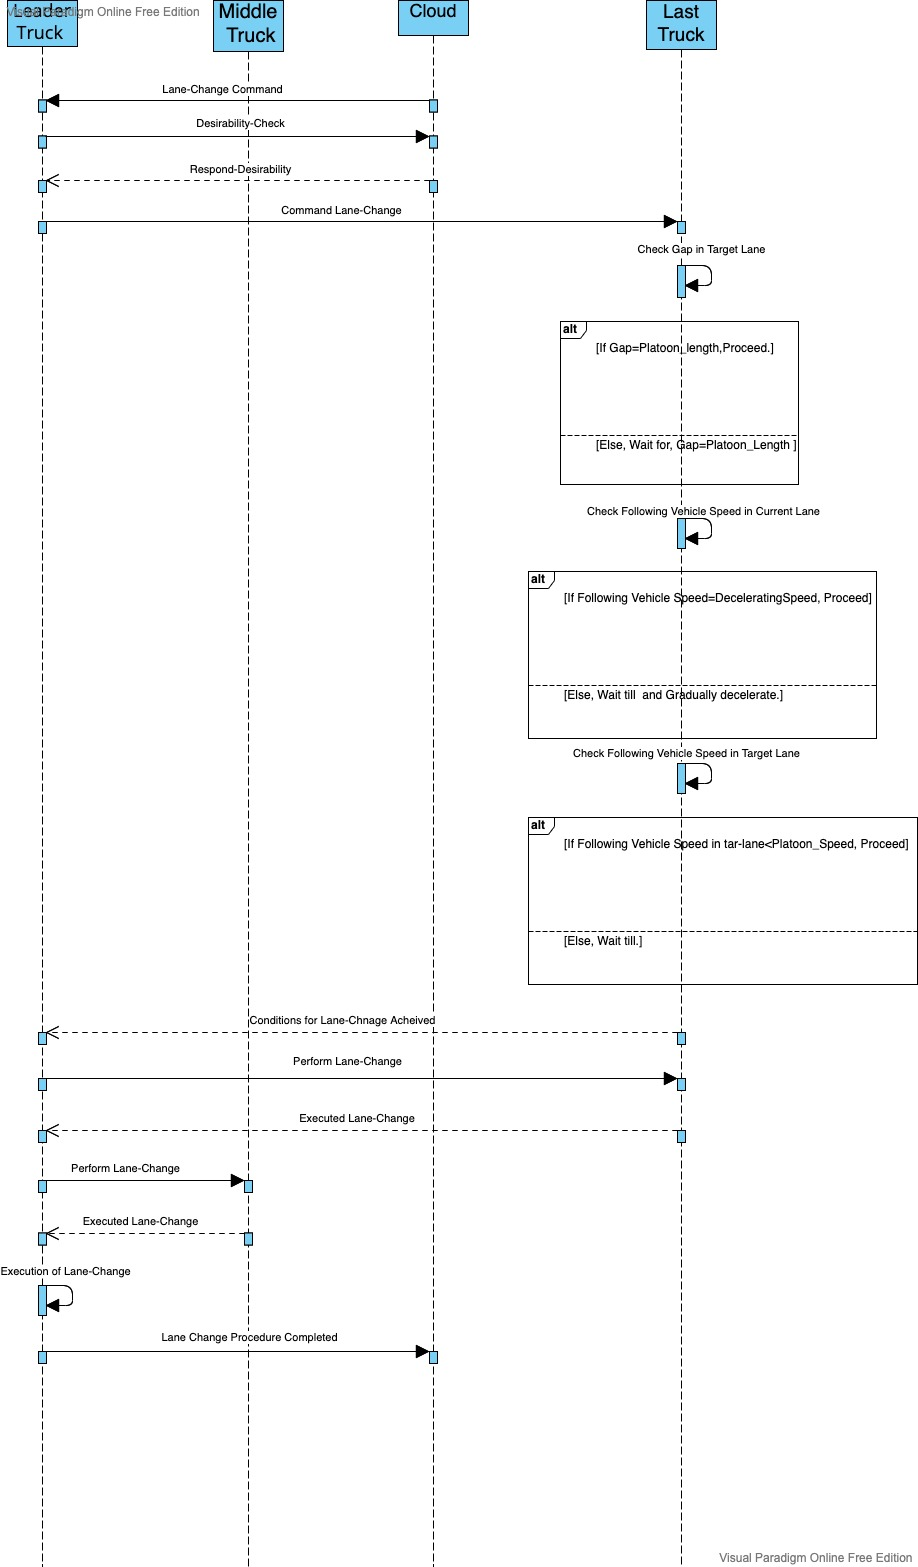 Visual Paradigm Online Free Edition
Leader
Truck
Middle
Truck
Cloud
Last
Truck
Lane-Change Command
Desirability-Check
Respond-Desirability
Command Lane-Change
Check Gap in Target Lane
alt
[If Gap=Platoon_length,Proceed.]
[Else, Wait for, Gap=Platoon_Length ]
Check Following Vehicle Speed in Current Lane
alt
[If Following Vehicle Speed=DeceleratingSpeed, Proceed]
[Else, Wait till  and Gradually decelerate.]
Check Following Vehicle Speed in Target Lane
alt
[If Following Vehicle Speed in tar-lane<Platoon_Speed, Proceed]
[Else, Wait till.]
Conditions for Lane-Chnage Acheived
Perform Lane-Change
Executed Lane-Change
Perform Lane-Change
Executed Lane-Change
Execution of Lane-Change
Lane Change Procedure Completed
Visual Paradigm Online Free Edition